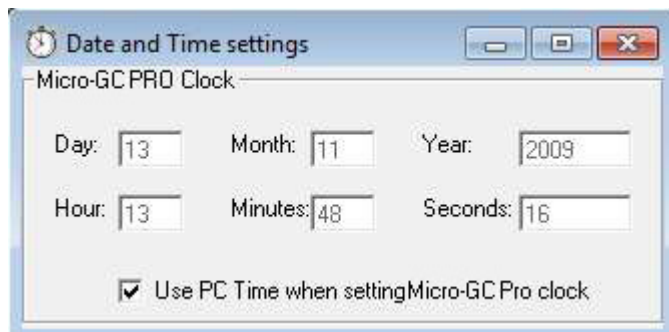 Date and Time settings
Micro-GC PRO Clock
Day: 13 Month: 11 Year: 2009
Hour: 13 Minutes: 48 Seconds: 16
Use PC Time when settingMicro-GC Pro clock